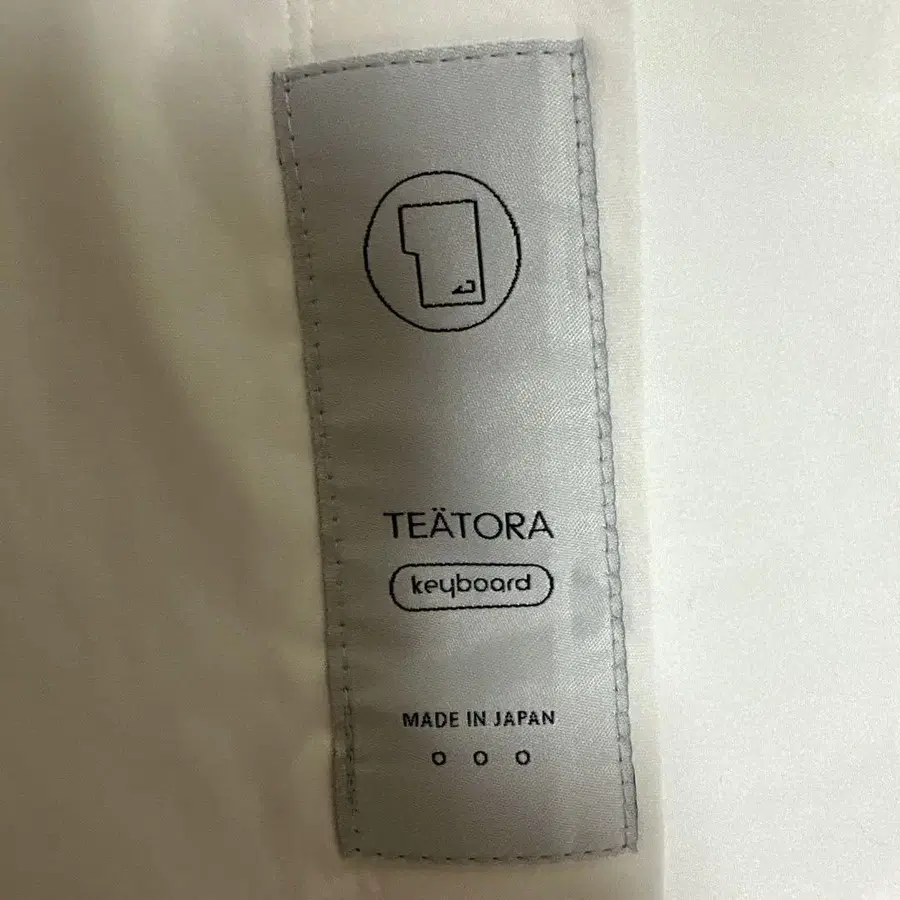 TEÄTORA
keyboard
MADE IN JAPAN
o o o